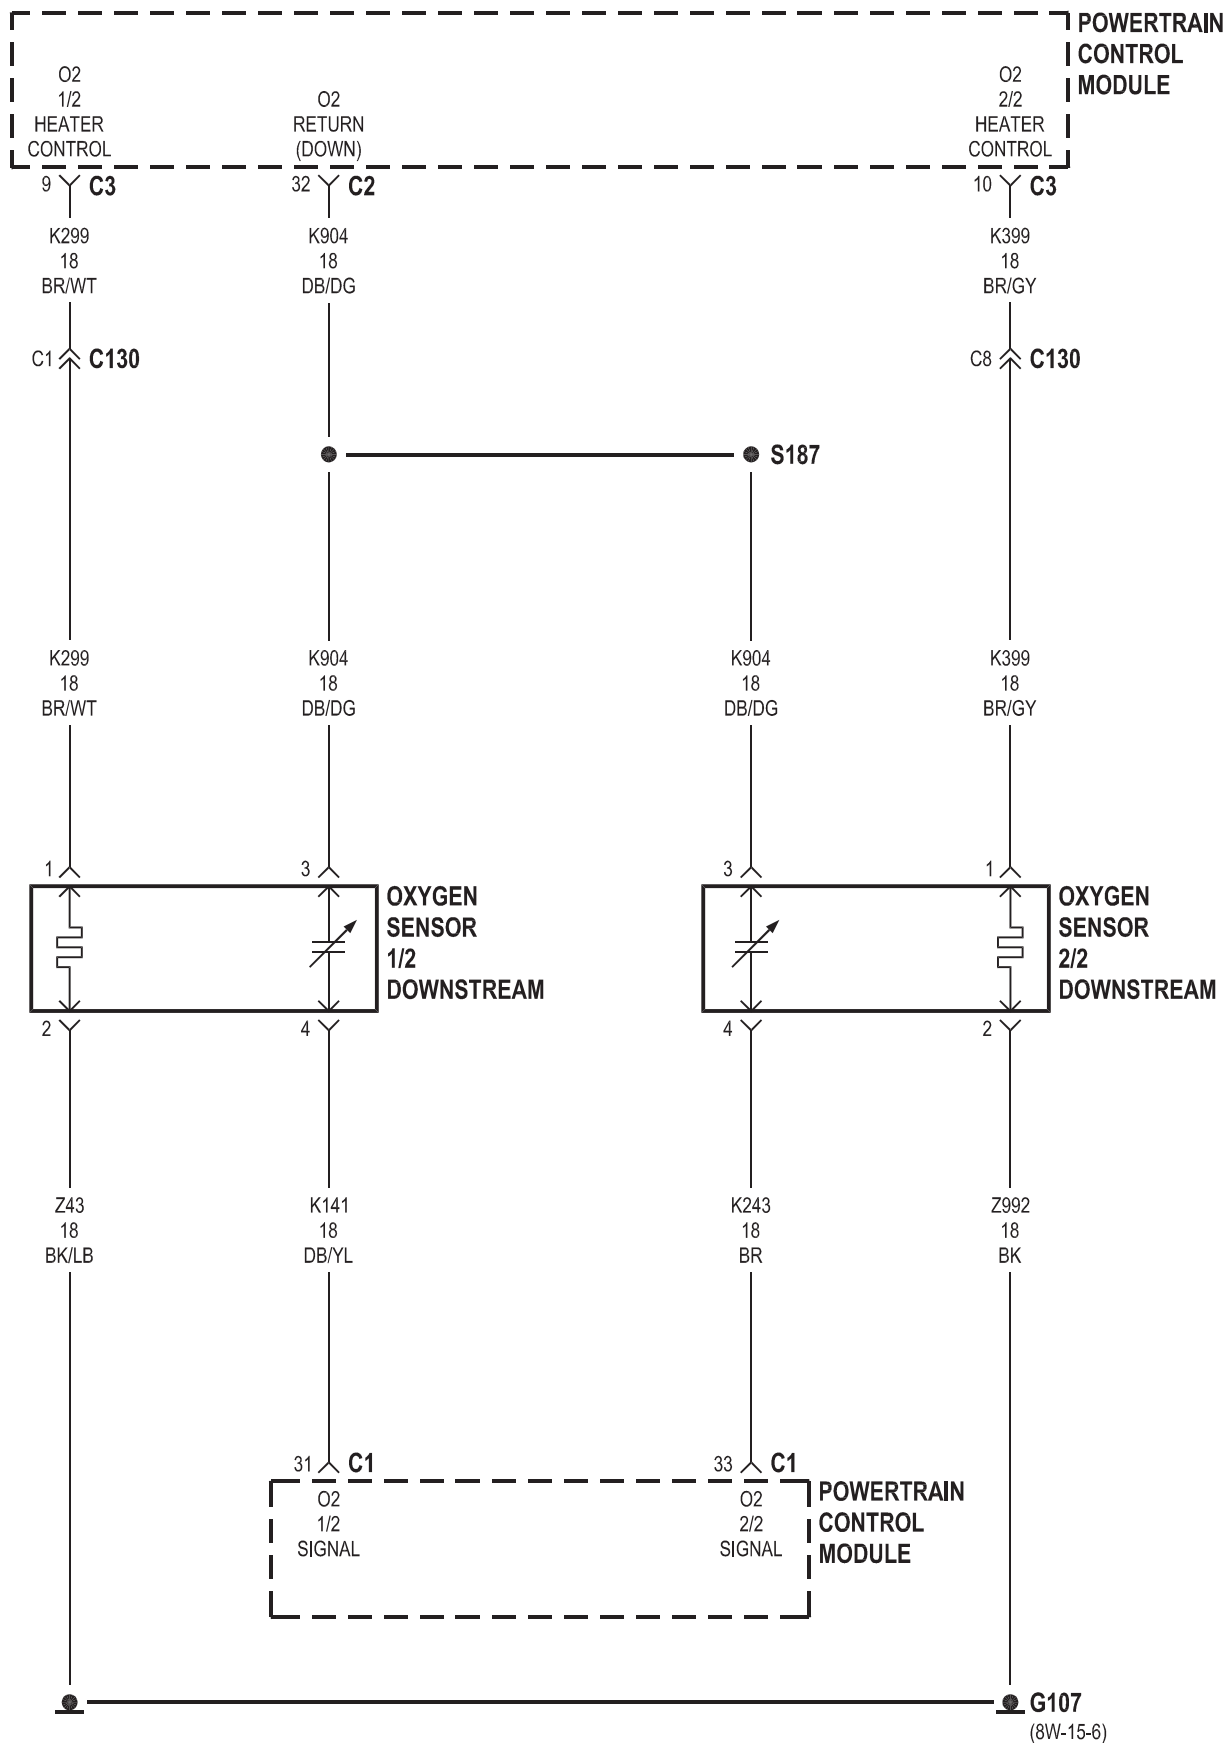 POWERTRAIN
CONTROL
MODULE
O2
1/2
HEATER
CONTROL
O2
RETURN
(DOWN)
O2
2/2
HEATER
CONTROL
9 C3
32 C2
10 C3
K299
18
BR/WT
K904
18
DB/DG
K399
18
BR/GY
C1 C130
C8 C130
S187
K299
18
BR/WT
K904
18
DB/DG
K904
18
DB/DG
K399
18
BR/GY
1
3
3
1
OXYGEN
SENSOR
1/2
DOWNSTREAM
OXYGEN
SENSOR
2/2
DOWNSTREAM
2
4
4
2
Z43
18
BK/LB
K141
18
DB/YL
K243
18
BR
Z992
18
BK
31 C1
33 C1
O2
1/2
SIGNAL
O2
2/2
SIGNAL
POWERTRAIN
CONTROL
MODULE
G107
(8W-15-6)